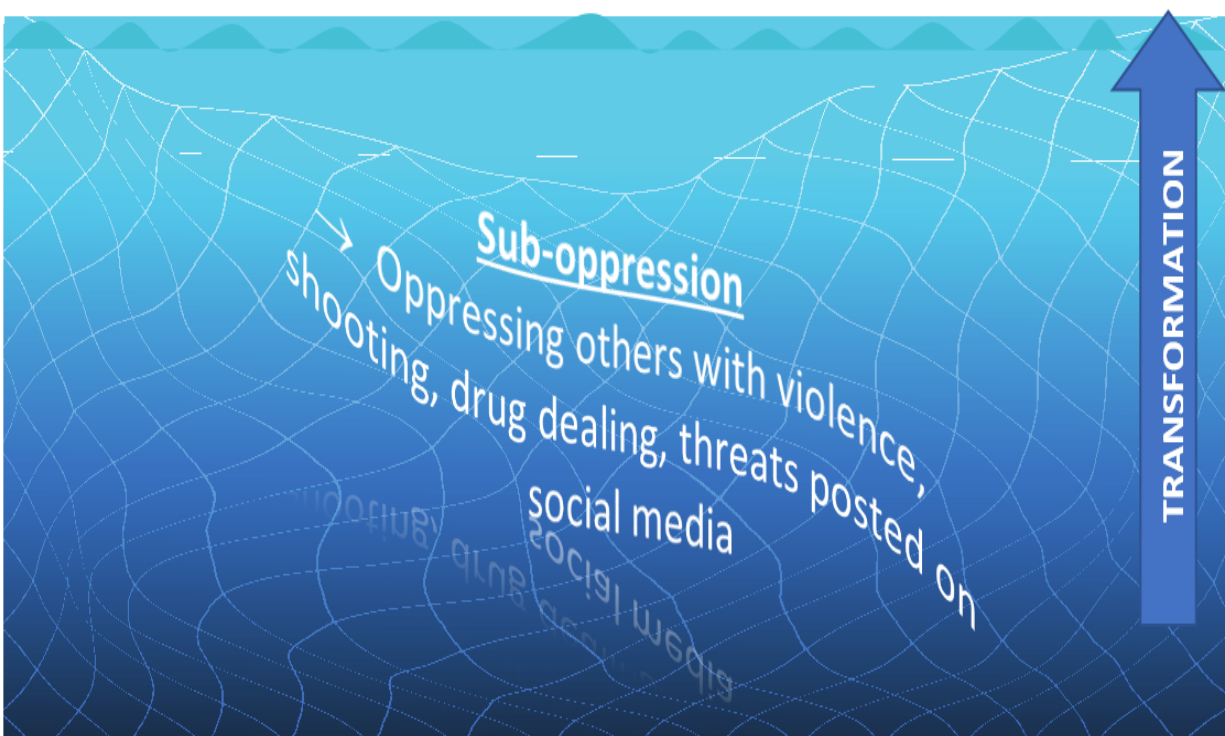 Sub-oppression
→ Oppressing others with violence,
shooting, drug dealing, threats posted on
social media
TRANSFORMATION